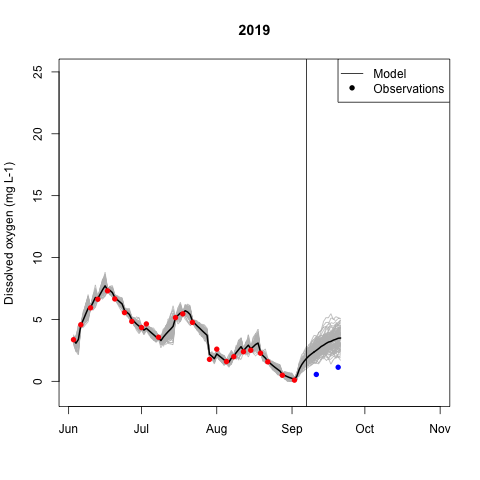 2019
Model
Observations
Dissolved oxygen (mg L-1)
25
20
15
10
5
0
Jun Jul Aug Sep Oct Nov